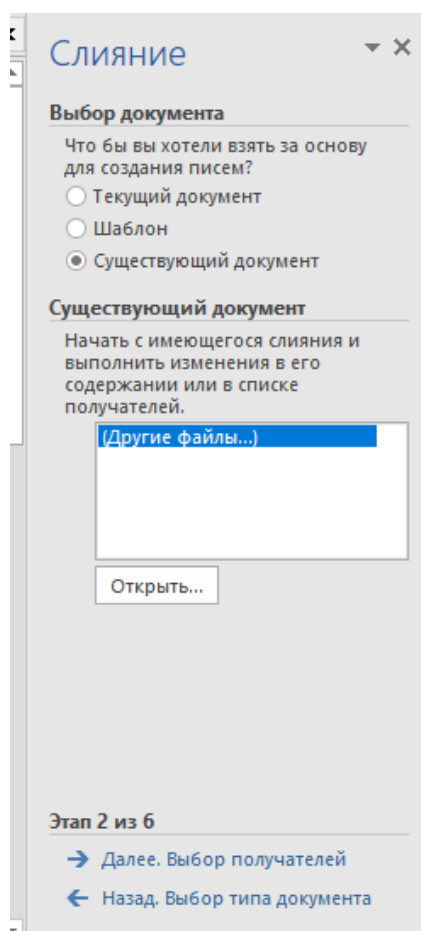 Слияние
Выбор документа
Что бы вы хотели взять за основу
для создания писем?
Текущий документ
Шаблон
Существующий документ
Существующий документ
Начать с имеющегося слияния и
выполнить изменения в его
содержании или в списке
получателей.
(Другие файлы...)
Открыть...
Этап 2 из 6
Далее. Выбор получателей
Назад. Выбор типа документа